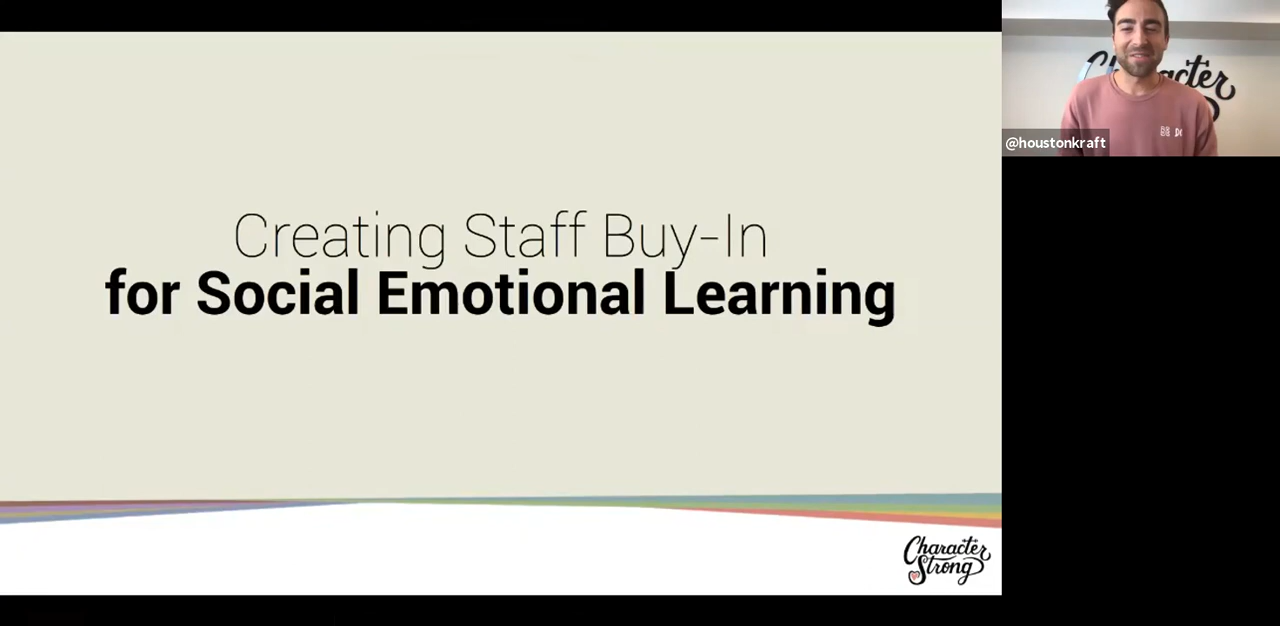 Creating Staff Buy-In
for Social Emotional Learning
@houstonkraft
Character
Strong